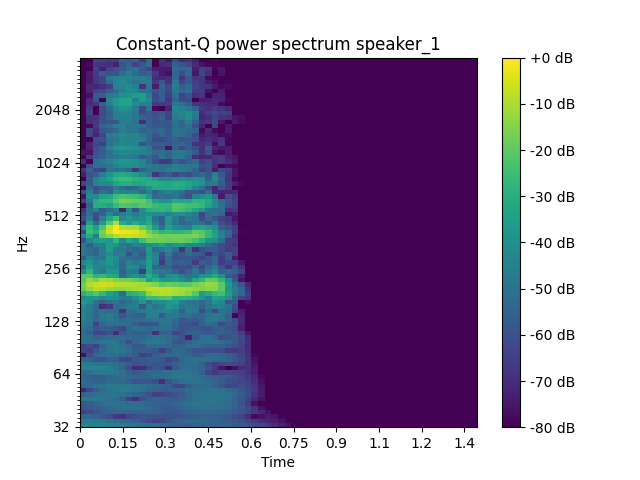 Constant-Q power spectrum speaker_1
Hz
2048
1024
512
256
128
64
32
0 0.15 0.3 0.45 0.6 0.75 0.9 1.1 1.2 1.4
Time
+0 dB
-10 dB
-20 dB
-30 dB
-40 dB
-50 dB
-60 dB
-70 dB
-80 dB